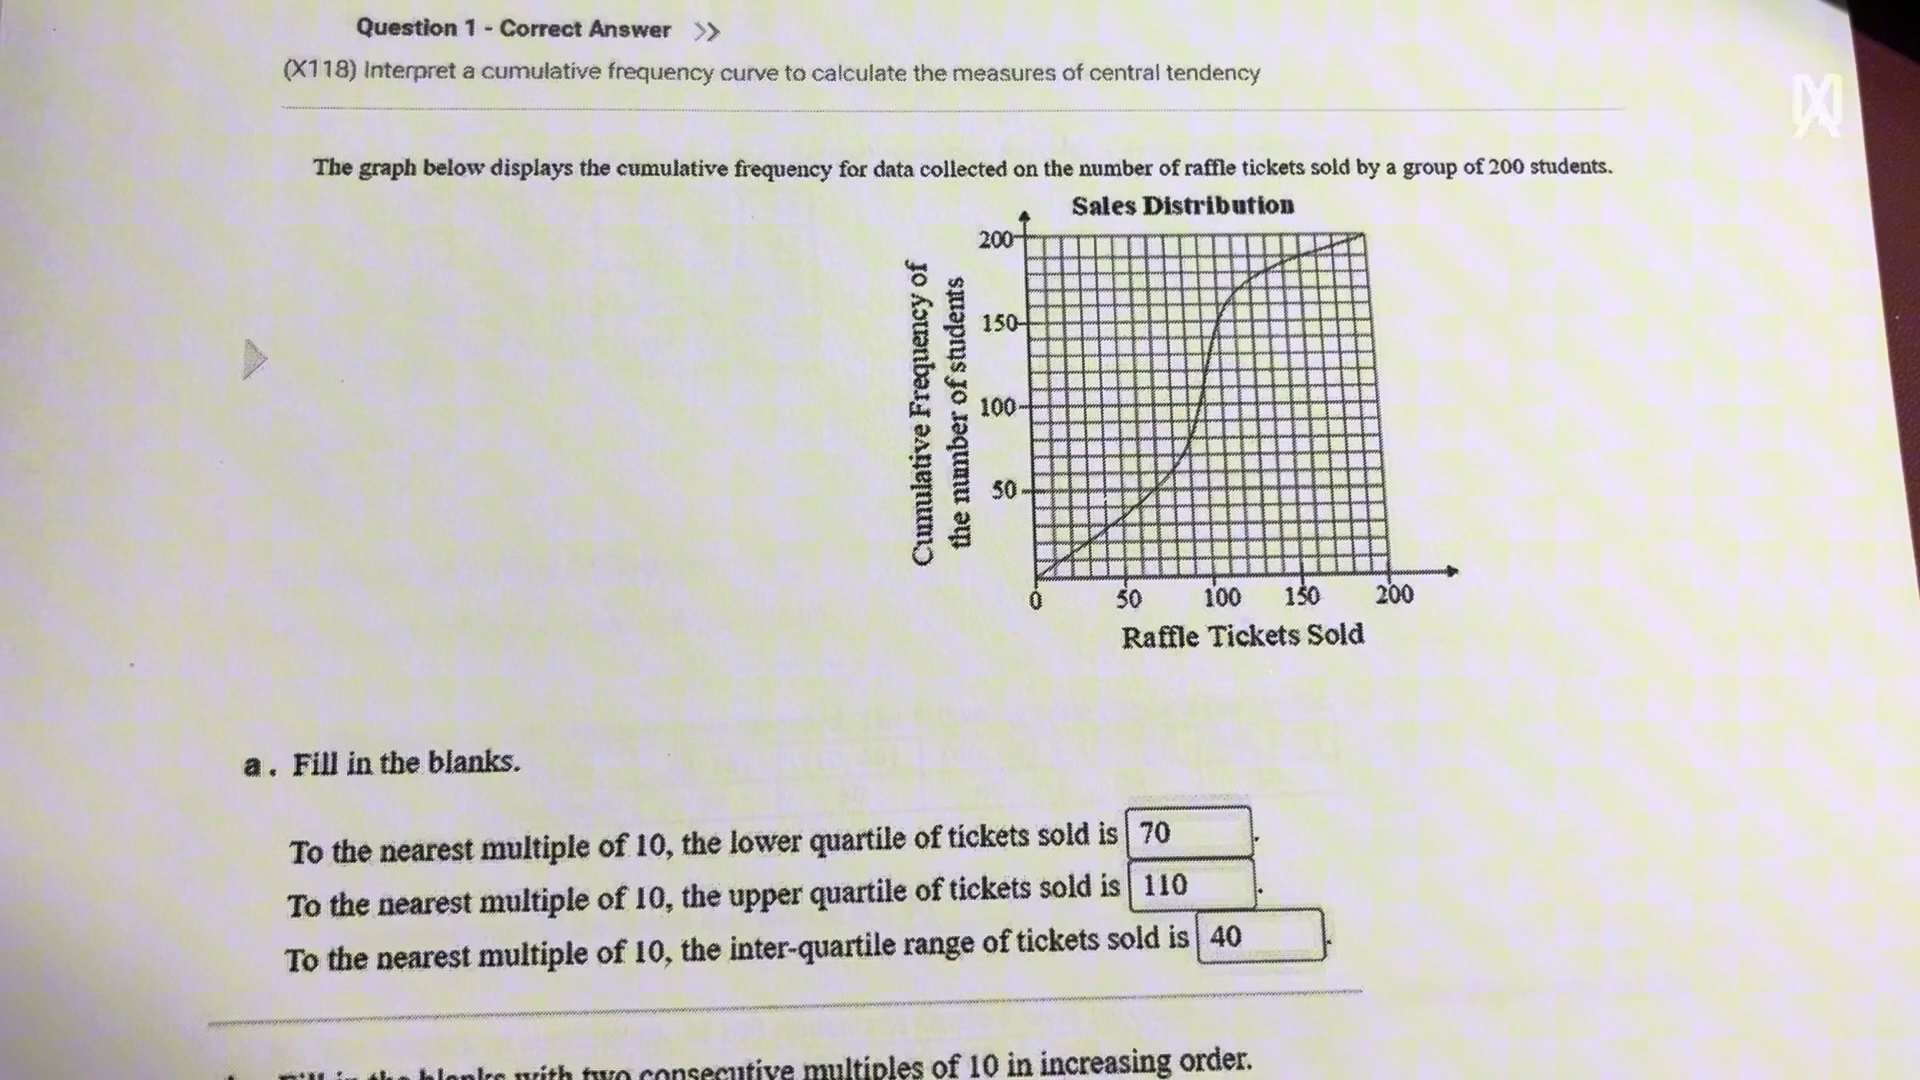 Question 1 - Correct Answer >>
(X118) Interpret a cumulative frequency curve to calculate the measures of central tendency
The graph below displays the cumulative frequency for data collected on the number of raffle tickets sold by a group of 200 students.
Sales Distribution
Cumulative Frequency of
the number of students
200
150
100
50
0 50 100 150 200
Raffle Tickets Sold
a. Fill in the blanks.
To the nearest multiple of 10, the lower quartile of tickets sold is 70.
To the nearest multiple of 10, the upper quartile of tickets sold is 110.
To the nearest multiple of 10, the inter-quartile range of tickets sold is 40.
Fill in the blanks with two consecutive multiples of 10 in increasing order.